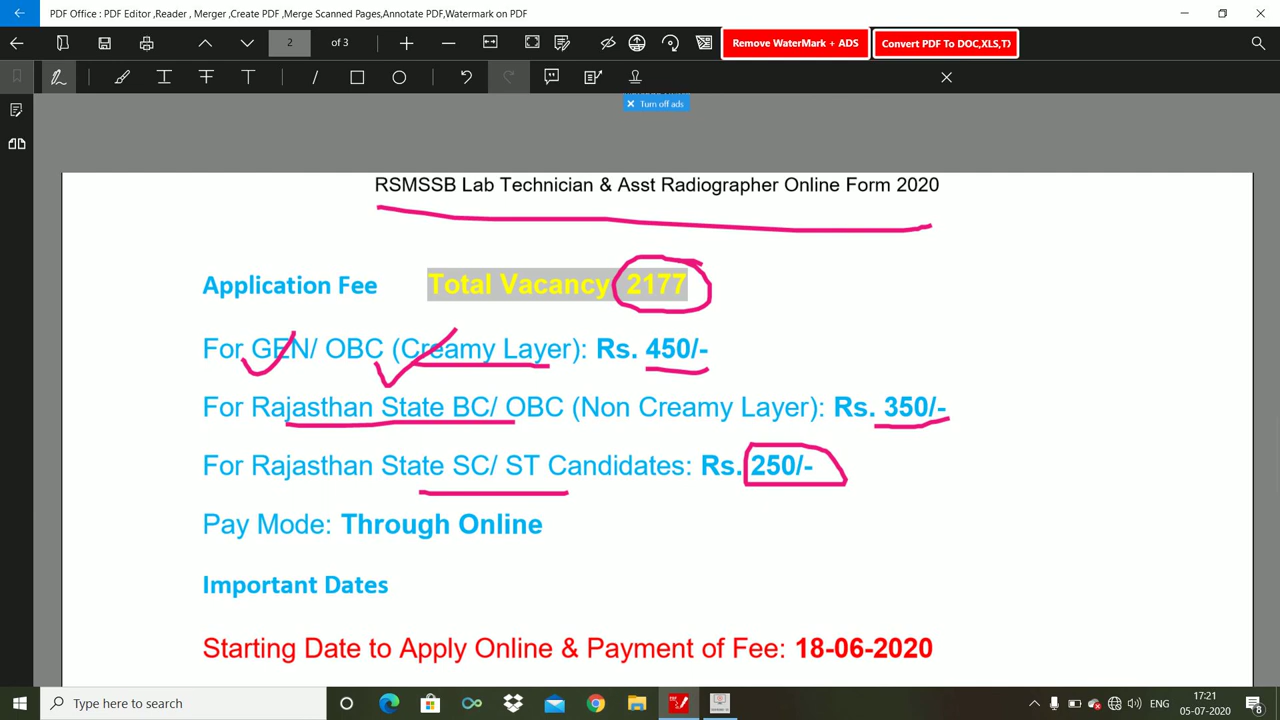 PDF Office : PDF Editor ,Reader , Merger ,Create PDF ,Merge Scanned Pages,Annotate PDF,Watermark on PDF
2 of 3
Remove WaterMark + ADS
Convert PDF To DOC,XLS,TX
Turn off ads
RSMSSB Lab Technician & Asst Radiographer Online Form 2020
Application Fee Total Vacancy 2177
For GEN/ OBC (Creamy Layer): Rs. 450/-
For Rajasthan State BC/ OBC (Non Creamy Layer): Rs. 350/-
For Rajasthan State SC/ ST Candidates: Rs. 250/-
Pay Mode: Through Online
Important Dates
Starting Date to Apply Online & Payment of Fee: 18-06-2020
Type here to search
ENG
17:21
05-07-2020
8